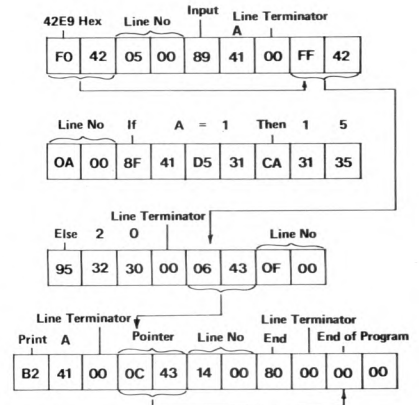 42E9 Hex Line No Input A Line Terminator
F0 42 05 00 89 41 00 FF 42
Line No If A = 1 Then 1 5
OA 00 8F 41 D5 31 CA 31 35
Line Terminator
Else 2 0 Line No
95 32 30 00 06 43 OF 00
Line Terminator Line Terminator
Print A Pointer Line No End End of Program
B2 41 00 0C 43 14 00 80 00 00 00